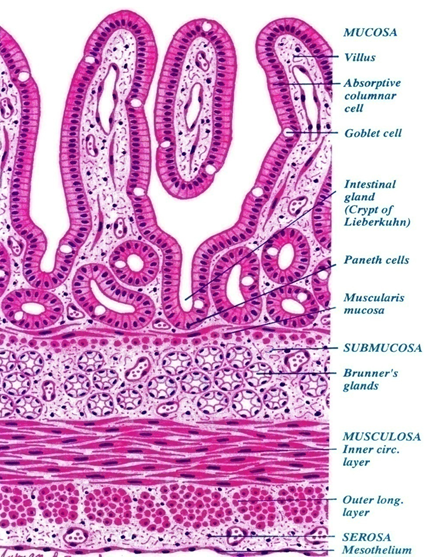 MUCOSA
Villus
Absorptive
columnar
cell
Goblet cell
Intestinal
gland
(Crypt of
Lieberkuhn)
Paneth cells
Muscularis
mucosa
SUBMUCOSA
Brunner's
glands
MUSCULOSA
Inner circ.
layer
Outer long.
layer
SEROSA
Mesothelium